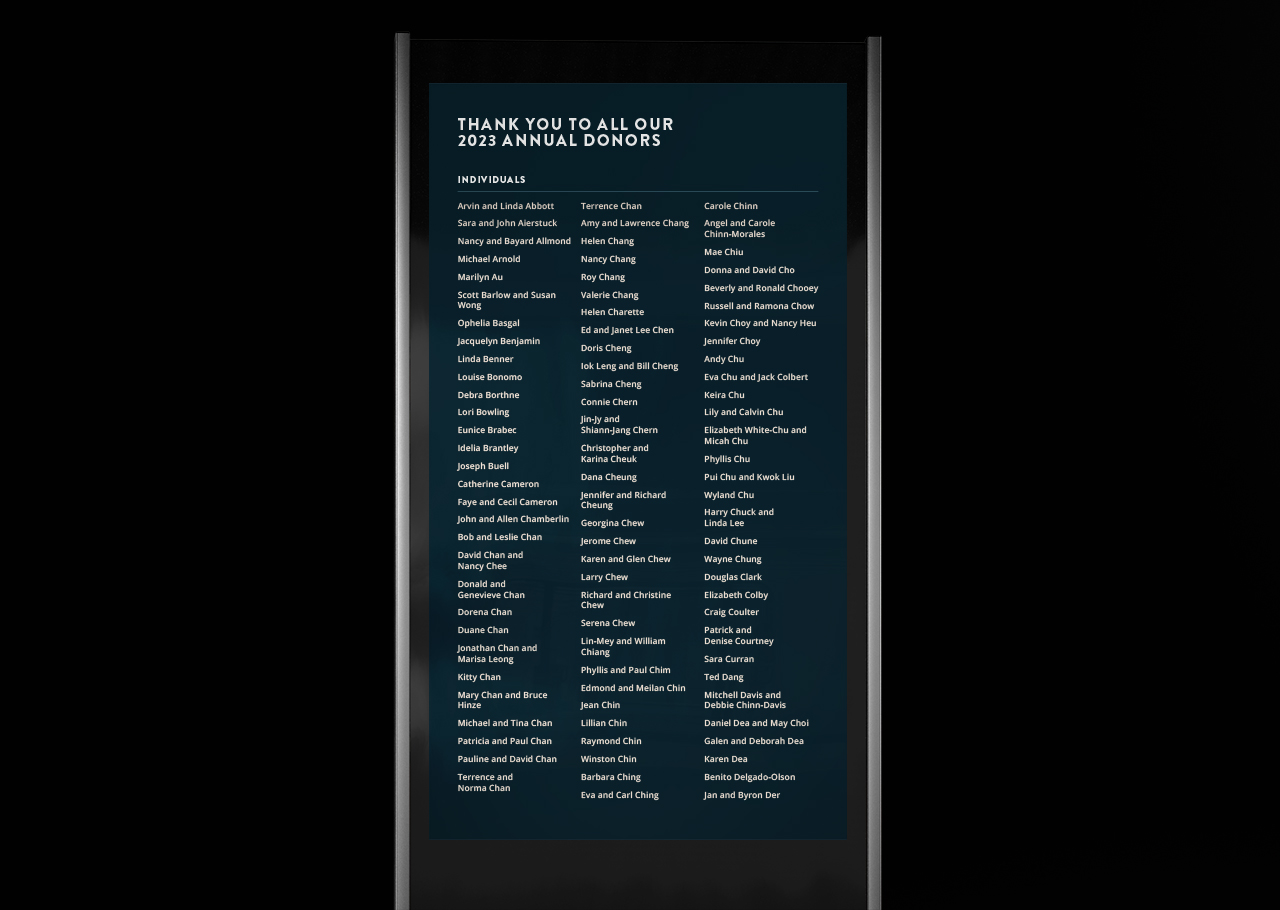 THANK YOU TO ALL OUR
2023 ANNUAL DONORS
INDIVIDUALS
Arvin and Linda Abbott
Sara and John Aierstuck
Nancy and Bayard Allmond
Michael Arnold
Marilyn Au
Scott Barlow and Susan
Wong
Ophelia Basgal
Jacquelyn Benjamin
Linda Benner
Louise Bonomo
Debra Borthne
Lori Bowling
Eunice Brabec
Idelia Brantley
Joseph Buell
Catherine Cameron
Faye and Cecil Cameron
John and Allen Chamberlin
Bob and Leslie Chan
David Chan and
Nancy Chee
Donald and
Genevieve Chan
Dorena Chan
Duane Chan
Jonathan Chan and
Marisa Leong
Kitty Chan
Mary Chan and Bruce
Hinze
Michael and Tina Chan
Patricia and Paul Chan
Pauline and David Chan
Terrence and
Norma Chan
Terrence Chan
Amy and Lawrence Chang
Helen Chang
Nancy Chang
Roy Chang
Valerie Chang
Helen Charette
Ed and Janet Lee Chen
Doris Cheng
Iok Leng and Bill Cheng
Sabrina Cheng
Connie Chern
Jin-Jy and
Shiann-Jang Chern
Christopher and
Karina Cheuk
Dana Cheung
Jennifer and Richard
Cheung
Georgina Chew
Jerome Chew
Karen and Glen Chew
Larry Chew
Richard and Christine
Chew
Serena Chew
Lin-Mey and William
Chiang
Phyllis and Paul Chim
Edmond and Meilan Chin
Jean Chin
Lillian Chin
Raymond Chin
Winston Chin
Barbara Ching
Eva and Carl Ching
Carole Chinn
Angel and Carole
Chinn-Morales
Mae Chiu
Donna and David Cho
Beverly and Ronald Chooey
Russell and Ramona Chow
Kevin Choy and Nancy Heu
Jennifer Choy
Andy Chu
Eva Chu and Jack Colbert
Keira Chu
Lily and Calvin Chu
Elizabeth White-Chu and
Micah Chu
Phyllis Chu
Pui Chu and Kwok Liu
Wyland Chu
Harry Chuck and
Linda Lee
David Chune
Wayne Chung
Douglas Clark
Elizabeth Colby
Craig Coulter
Patrick and
Denise Courtney
Sara Curran
Ted Dang
Mitchell Davis and
Debbie Chinn-Davis
Daniel Dea and May Choi
Galen and Deborah Dea
Karen Dea
Benito Delgado-Olson
Jan and Byron Der